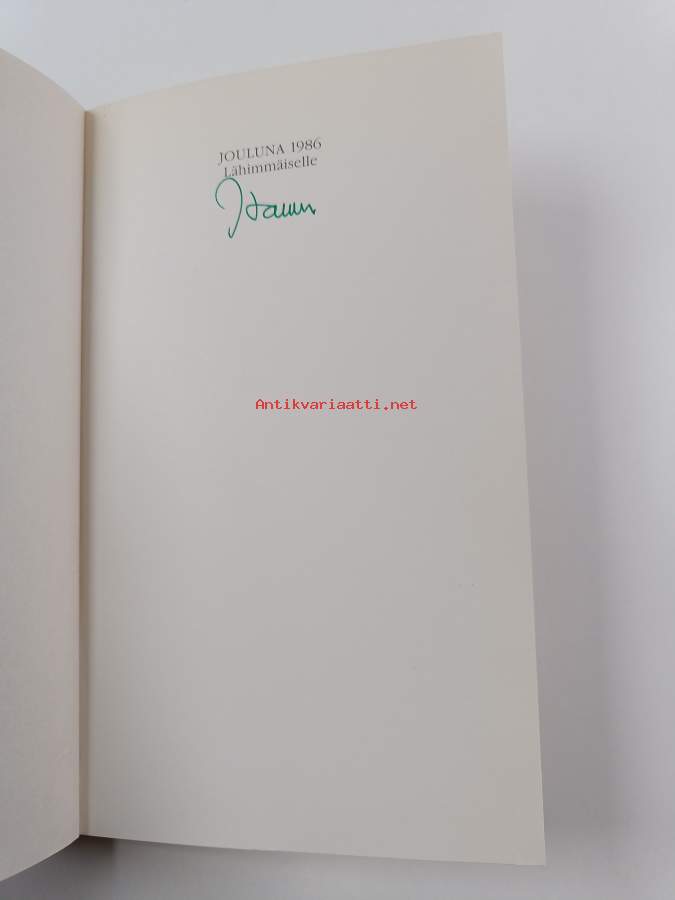 JOULUNA 1986
Lähimmäiselle
Antikvariaatti.net